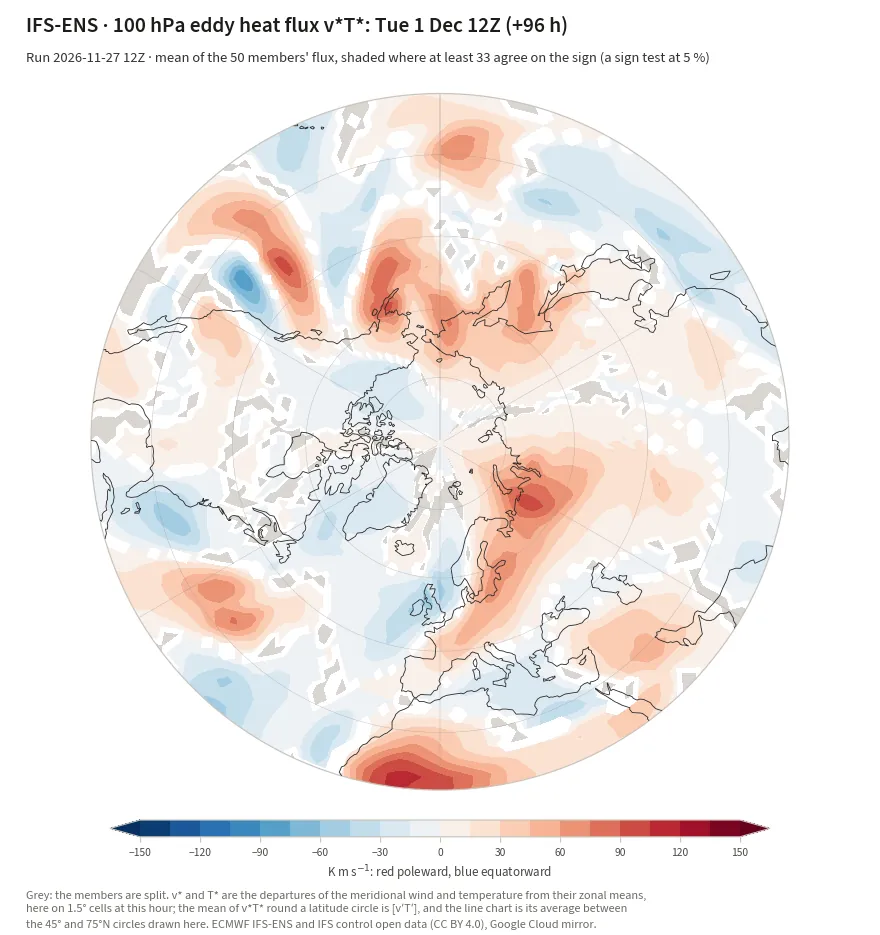 IFS-ENS · 100 hPa eddy heat flux v*T*: Tue 1 Dec 12Z (+96 h)
Run 2026-11-27 12Z · mean of the 50 members' flux, shaded where at least 33 agree on the sign (a sign test at 5 %)
−150 −120 −90 −60 −30 0 30 60 90 120 150
K m s⁻¹: red poleward, blue equatorward
Grey: the members are split. v* and T* are the departures of the meridional wind and temperature from their zonal means,
here on 1.5° cells at this hour; the mean of v*T* round a latitude circle is [v'T'], and the line chart is its average between
the 45° and 75°N circles drawn here. ECMWF IFS-ENS and IFS control open data (CC BY 4.0), Google Cloud mirror.